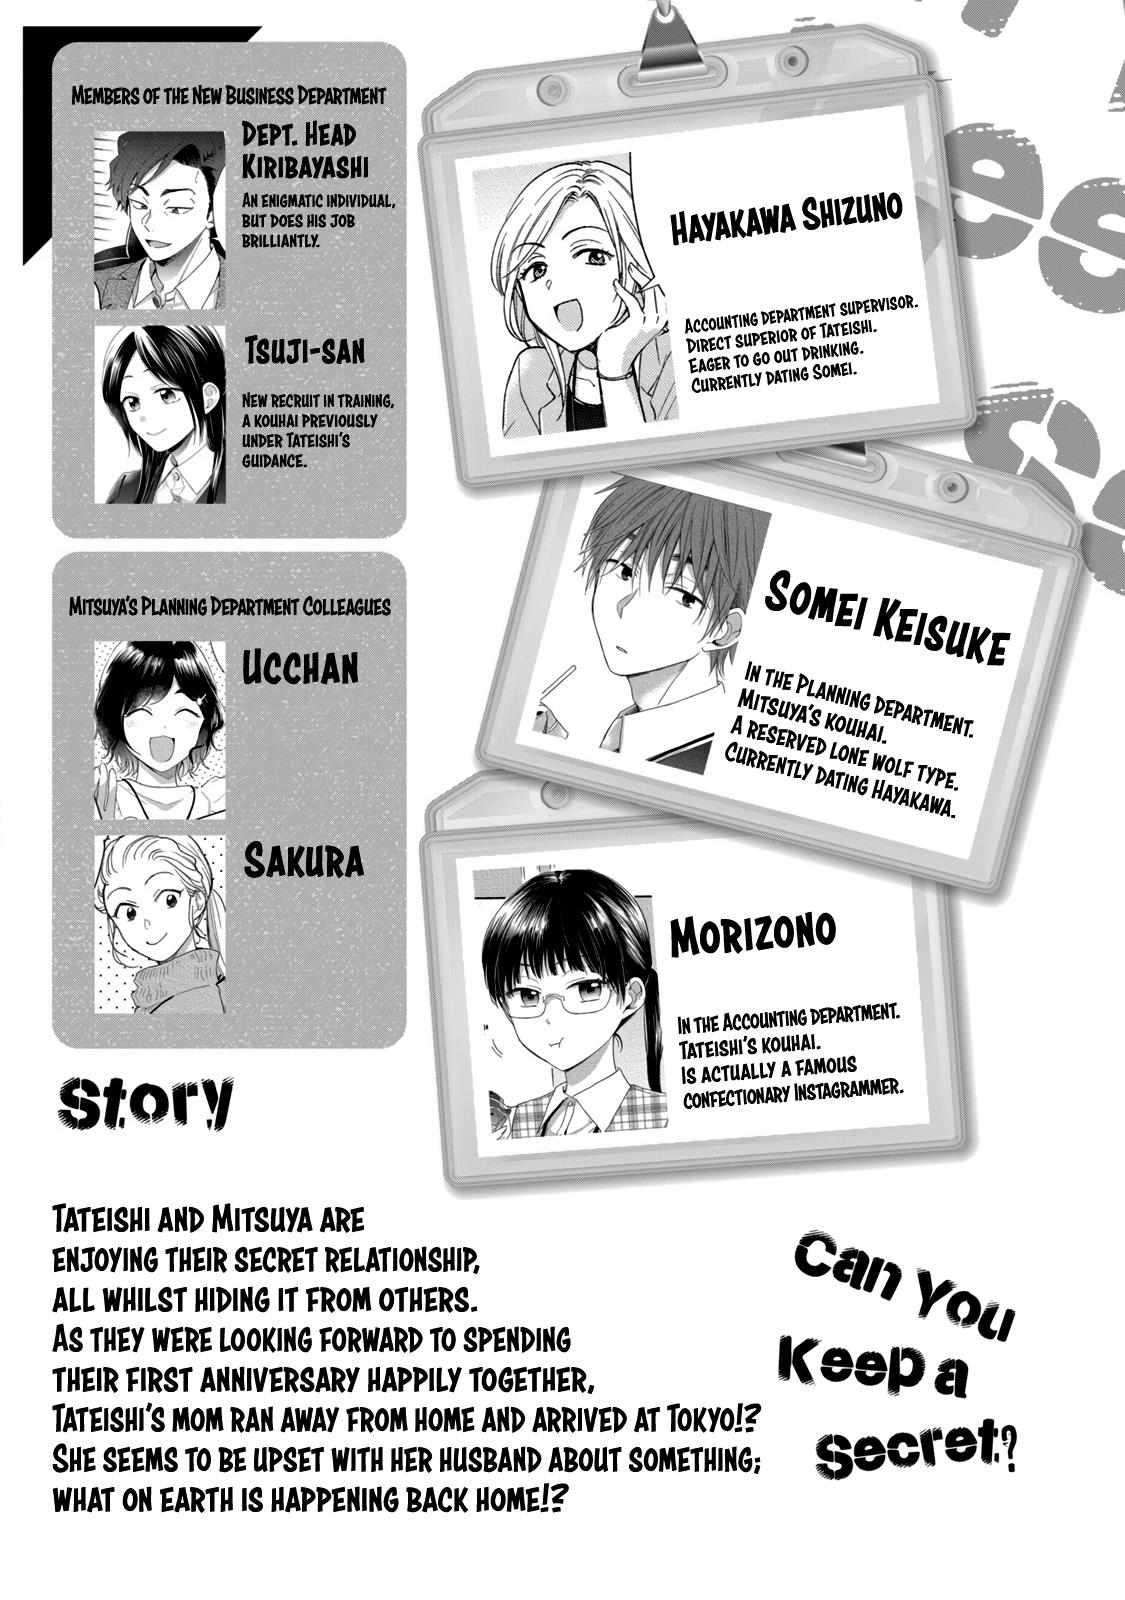 Members of the New Business Department
Dept. Head
Kiribayashi
An enigmatic individual,
but does his job
brilliantly.
Tsuji-san
New recruit in training,
a kouhai previously
under Tateishi's
guidance.
Mitsuya's Planning Department Colleagues
Ucchan
Sakura
Hayakawa Shizuno
Accounting department supervisor.
Direct superior of Tateishi.
Eager to go out drinking.
Currently dating Somei.
Somei Keisuke
In the Planning department.
Mitsuya's kouhai.
A reserved lone wolf type.
Currently dating Hayakawa.
Morizono
In the Accounting department.
Tateishi's kouhai.
Is actually a famous
confectionary Instagrammer.
Story
Tateishi and Mitsuya are
enjoying their secret relationship,
all whilst hiding it from others.
As they were looking forward to spending
their first anniversary happily together,
Tateishi's mom ran away from home and arrived at Tokyo!?
She seems to be upset with her husband about something;
what on earth is happening back home!?
Can You
Keep a
Secret?